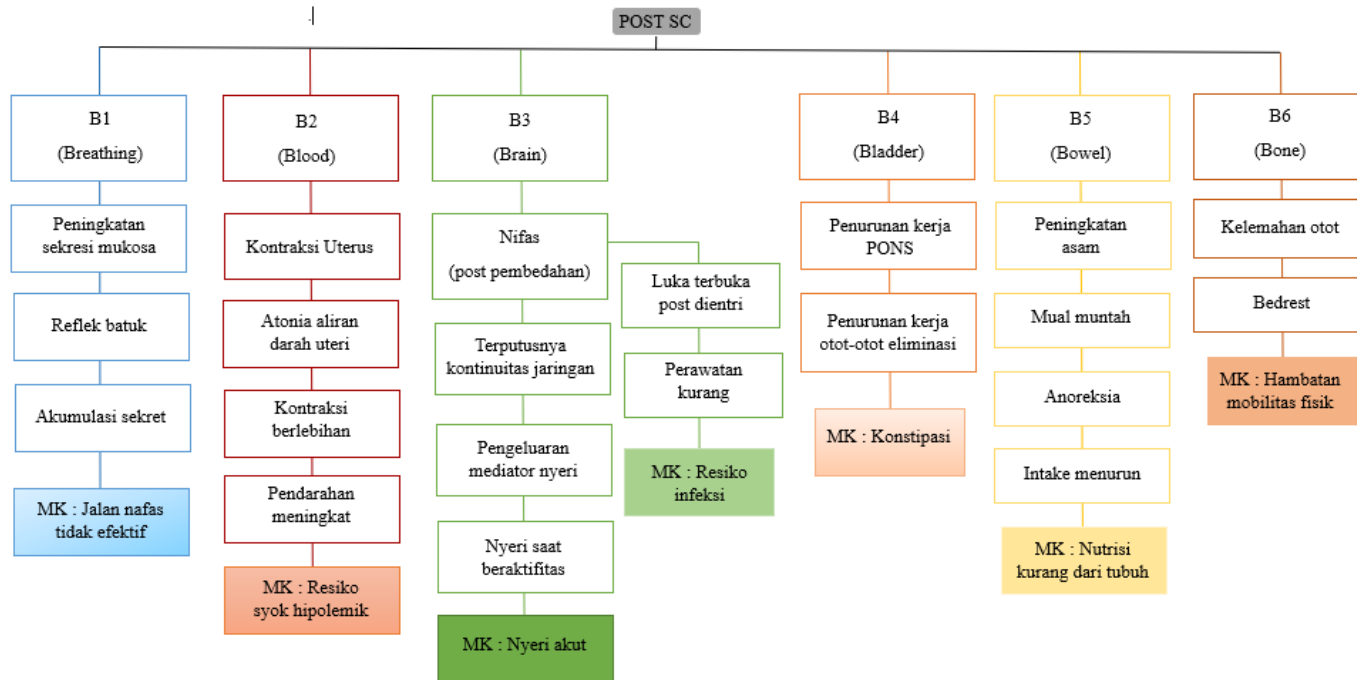 POST SC
B1
(Breathing)
Peningkatan
sekresi mukosa
Reflek batuk
Akumulasi sekret
MK : Jalan nafas
tidak efektif
B2
(Blood)
Kontraksi Uterus
Atonia aliran
darah uteri
Kontraksi
berlebihan
Pendarahan
meningkat
MK : Resiko
syok hipolemik
B3
(Brain)
Nifas
(post pembedahan)
Terputusnya
kontinuitas jaringan
Pengeluaran
mediator nyeri
Nyeri saat
beraktifitas
MK : Nyeri akut
Luka terbuka
post dientri
Perawatan
kurang
MK : Resiko
infeksi
B4
(Bladder)
Penurunan kerja
PONS
Penurunan kerja
otot-otot eliminasi
MK : Konstipasi
B5
(Bowel)
Peningkatan
asam
Mual muntah
Anoreksia
Intake menurun
MK : Nutrisi
kurang dari tubuh
B6
(Bone)
Kelemahan otot
Bedrest
MK : Hambatan
mobilitas fisik